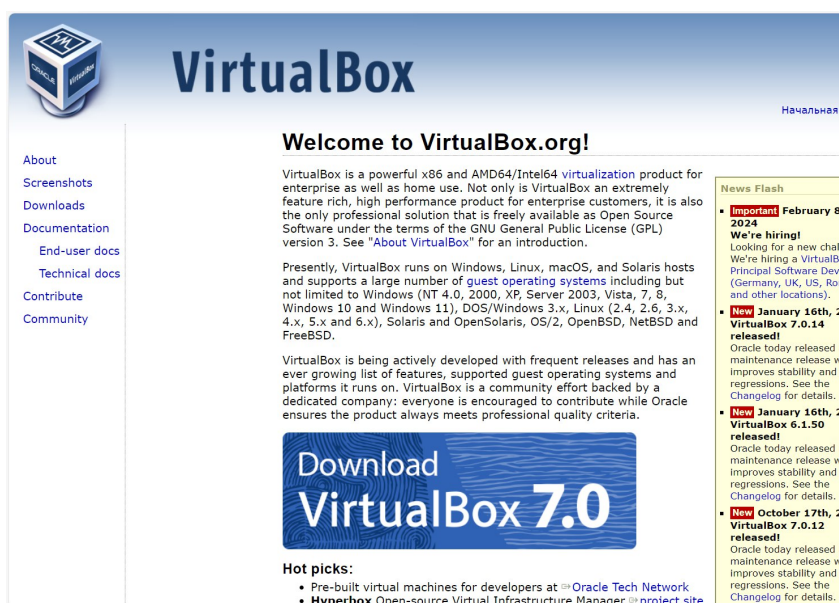 ORACLE
VirtualBox
VirtualBox
Начальная
About
Screenshots
Downloads
Documentation
End-user docs
Technical docs
Contribute
Community
Welcome to VirtualBox.org!
VirtualBox is a powerful x86 and AMD64/Intel64 virtualization product for
enterprise as well as home use. Not only is VirtualBox an extremely
feature rich, high performance product for enterprise customers, it is also
the only professional solution that is freely available as Open Source
Software under the terms of the GNU General Public License (GPL)
version 3. See "About VirtualBox" for an introduction.
Presently, VirtualBox runs on Windows, Linux, macOS, and Solaris hosts
and supports a large number of guest operating systems including but
not limited to Windows (NT 4.0, 2000, XP, Server 2003, Vista, 7, 8,
Windows 10 and Windows 11), DOS/Windows 3.x, Linux (2.4, 2.6, 3.x,
4.x, 5.x and 6.x), Solaris and OpenSolaris, OS/2, OpenBSD, NetBSD and
FreeBSD.
VirtualBox is being actively developed with frequent releases and has an
ever growing list of features, supported guest operating systems and
platforms it runs on. VirtualBox is a community effort backed by a
dedicated company: everyone is encouraged to contribute while Oracle
ensures the product always meets professional quality criteria.
Download
VirtualBox 7.0
Hot picks:
• Pre-built virtual machines for developers at Oracle Tech Network
• Hyperbox Open-source Virtual Infrastructure Manager project site
News Flash
Important February 8
2024
We're hiring!
Looking for a new chal
We're hiring a VirtualB
Principal Software Dev
(Germany, UK, US, Ro
and other locations).
New January 16th, 2
VirtualBox 7.0.14
released!
Oracle today released
maintenance release w
improves stability and
regressions. See the
Changelog for details.
New January 16th, 2
VirtualBox 6.1.50
released!
Oracle today released
maintenance release w
improves stability and
regressions. See the
Changelog for details.
New October 17th, 2
VirtualBox 7.0.12
released!
Oracle today released
maintenance release w
improves stability and
regressions. See the
Changelog for details.